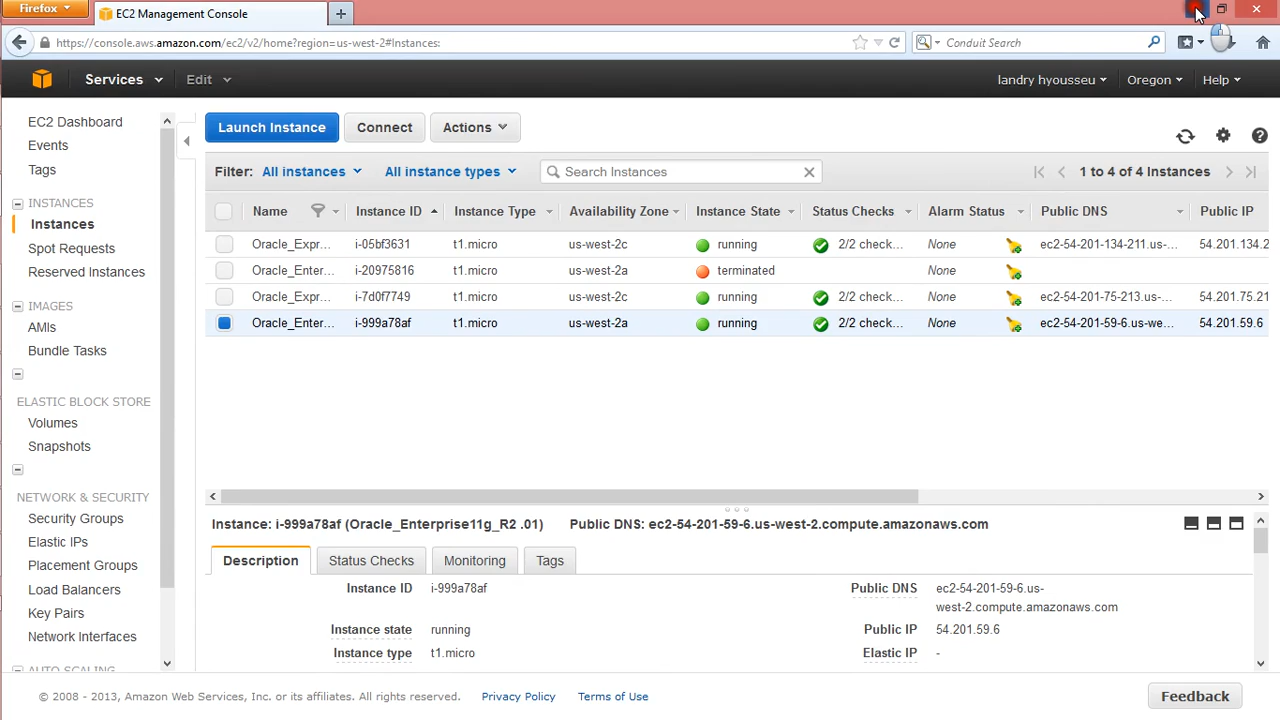 Firefox
EC2 Management Console
https://console.aws.amazon.com/ec2/v2/home?region=us-west-2#Instances:
Conduit Search
Services
Edit
landry hyousseu
Oregon
Help
EC2 Dashboard
Events
Tags
INSTANCES
Instances
Spot Requests
Reserved Instances
IMAGES
AMIs
Bundle Tasks
ELASTIC BLOCK STORE
Volumes
Snapshots
NETWORK & SECURITY
Security Groups
Elastic IPs
Placement Groups
Load Balancers
Key Pairs
Network Interfaces
AUTO SCALING
Launch Instance Connect Actions
Filter: All instances All instance types Search Instances 1 to 4 of 4 Instances
Name Instance ID Instance Type Availability Zone Instance State Status Checks Alarm Status Public DNS Public IP
Oracle_Expr... i-05bf3631 t1.micro us-west-2c running 2/2 check... None ec2-54-201-134-211.us-... 54.201.134.2
Oracle_Enter... i-20975816 t1.micro us-west-2a terminated None
Oracle_Expr... i-7d0f7749 t1.micro us-west-2c running 2/2 check... None ec2-54-201-75-213.us-... 54.201.75.21
Oracle_Enter... i-999a78af t1.micro us-west-2a running 2/2 check... None ec2-54-201-59-6.us-we... 54.201.59.6
Instance: i-999a78af (Oracle_Enterprise11g_R2 .01) Public DNS: ec2-54-201-59-6.us-west-2.compute.amazonaws.com
Description Status Checks Monitoring Tags
Instance ID i-999a78af Public DNS ec2-54-201-59-6.us-
west-2.compute.amazonaws.com
Instance state running Public IP 54.201.59.6
Instance type t1.micro Elastic IP -
© 2008 - 2013, Amazon Web Services, Inc. or its affiliates. All rights reserved. Privacy Policy Terms of Use Feedback